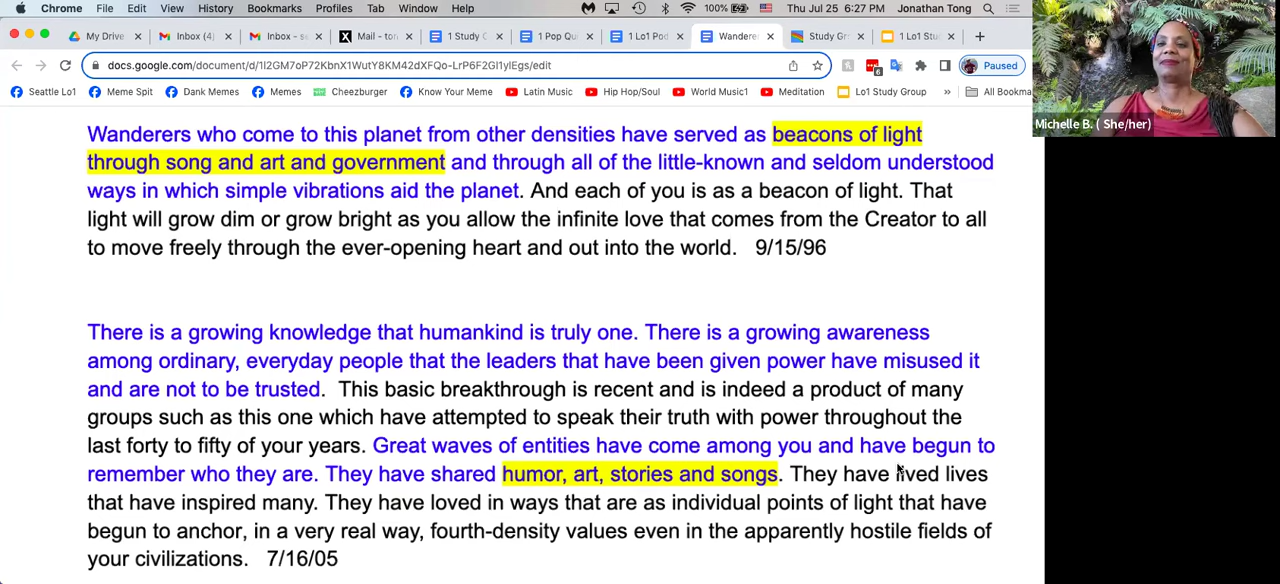 Chrome File Edit View History Bookmarks Profiles Tab Window Help 100% Thu Jul 25 6:27 PM Jonathan Tong
My Drive Inbox (4) Inbox - s Mail - tor 1 Study C 1 Pop Qu 1 Lo1 Pod Wandere Study Gr 1 Lo1 Stu
docs.google.com/document/d/1l2GM7oP72KbnX1WutY8KM42dXFQo-LrP6F2Gl1ylEgs/edit 6 Paused
Seattle Lo1 Meme Spit Dank Memes Memes Cheezburger Know Your Meme Latin Music Hip Hop/Soul World Music1 Meditation Lo1 Study Group » All Bookma
Michelle B. ( She/her)
Wanderers who come to this planet from other densities have served as beacons of light
through song and art and government and through all of the little-known and seldom understood
ways in which simple vibrations aid the planet. And each of you is as a beacon of light. That
light will grow dim or grow bright as you allow the infinite love that comes from the Creator to all
to move freely through the ever-opening heart and out into the world. 9/15/96
There is a growing knowledge that humankind is truly one. There is a growing awareness
among ordinary, everyday people that the leaders that have been given power have misused it
and are not to be trusted. This basic breakthrough is recent and is indeed a product of many
groups such as this one which have attempted to speak their truth with power throughout the
last forty to fifty of your years. Great waves of entities have come among you and have begun to
remember who they are. They have shared humor, art, stories and songs. They have lived lives
that have inspired many. They have loved in ways that are as individual points of light that have
begun to anchor, in a very real way, fourth-density values even in the apparently hostile fields of
your civilizations. 7/16/05